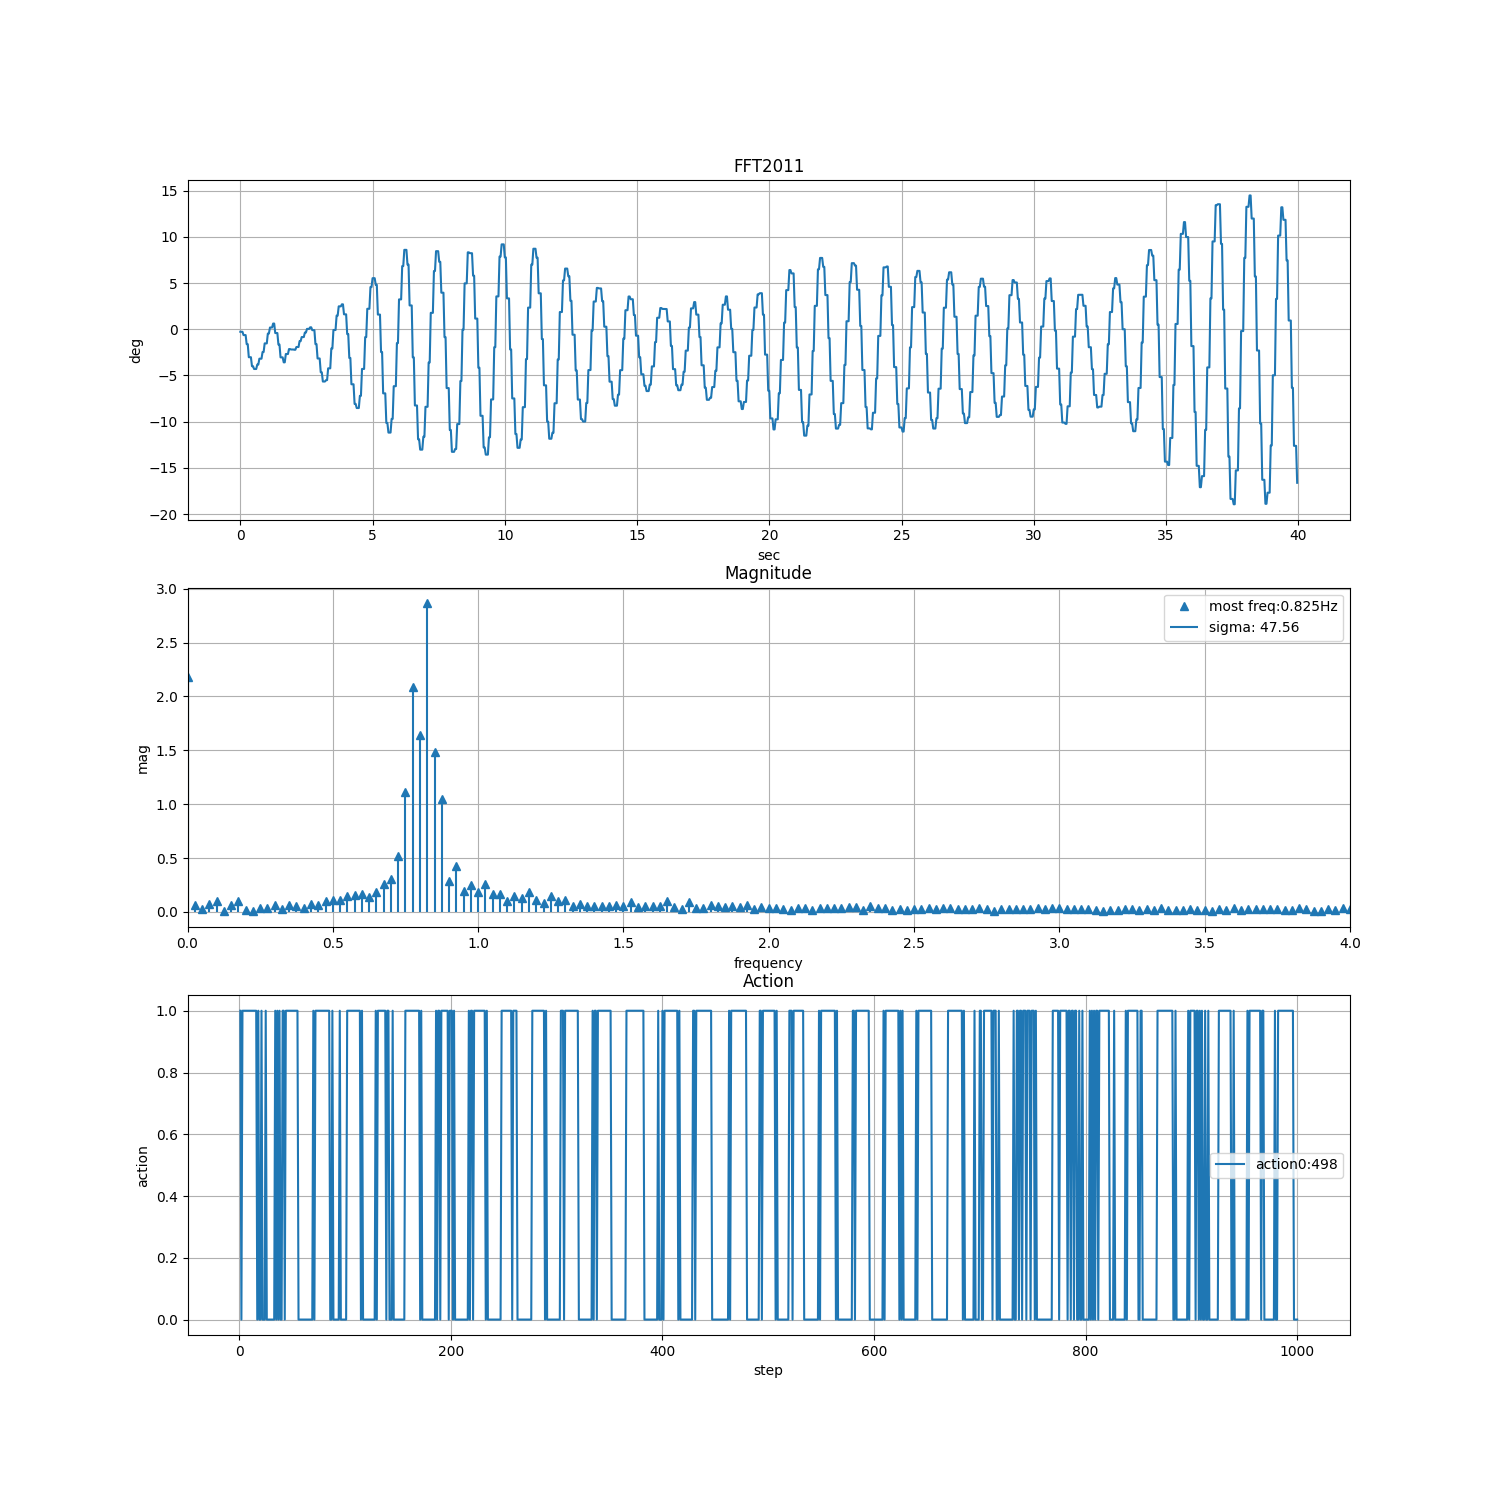 FFT2011
15
10
5
0
−5
−10
−15
−20
deg
0 5 10 15 20 25 30 35 40
sec
Magnitude
3.0
2.5
2.0
1.5
1.0
0.5
0.0
mag
most freq:0.825Hz
sigma: 47.56
0.0 0.5 1.0 1.5 2.0 2.5 3.0 3.5 4.0
frequency
Action
1.0
0.8
0.6
0.4
0.2
0.0
action
action0:498
0 200 400 600 800 1000
step